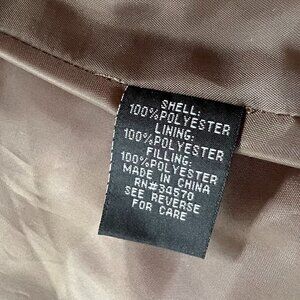 SHELL:
100%POLYESTER
LINING:
100%POLYESTER
FILLING:
100%POLYESTER
MADE IN CHINA
RN#34570
SEE REVERSE
FOR CARE